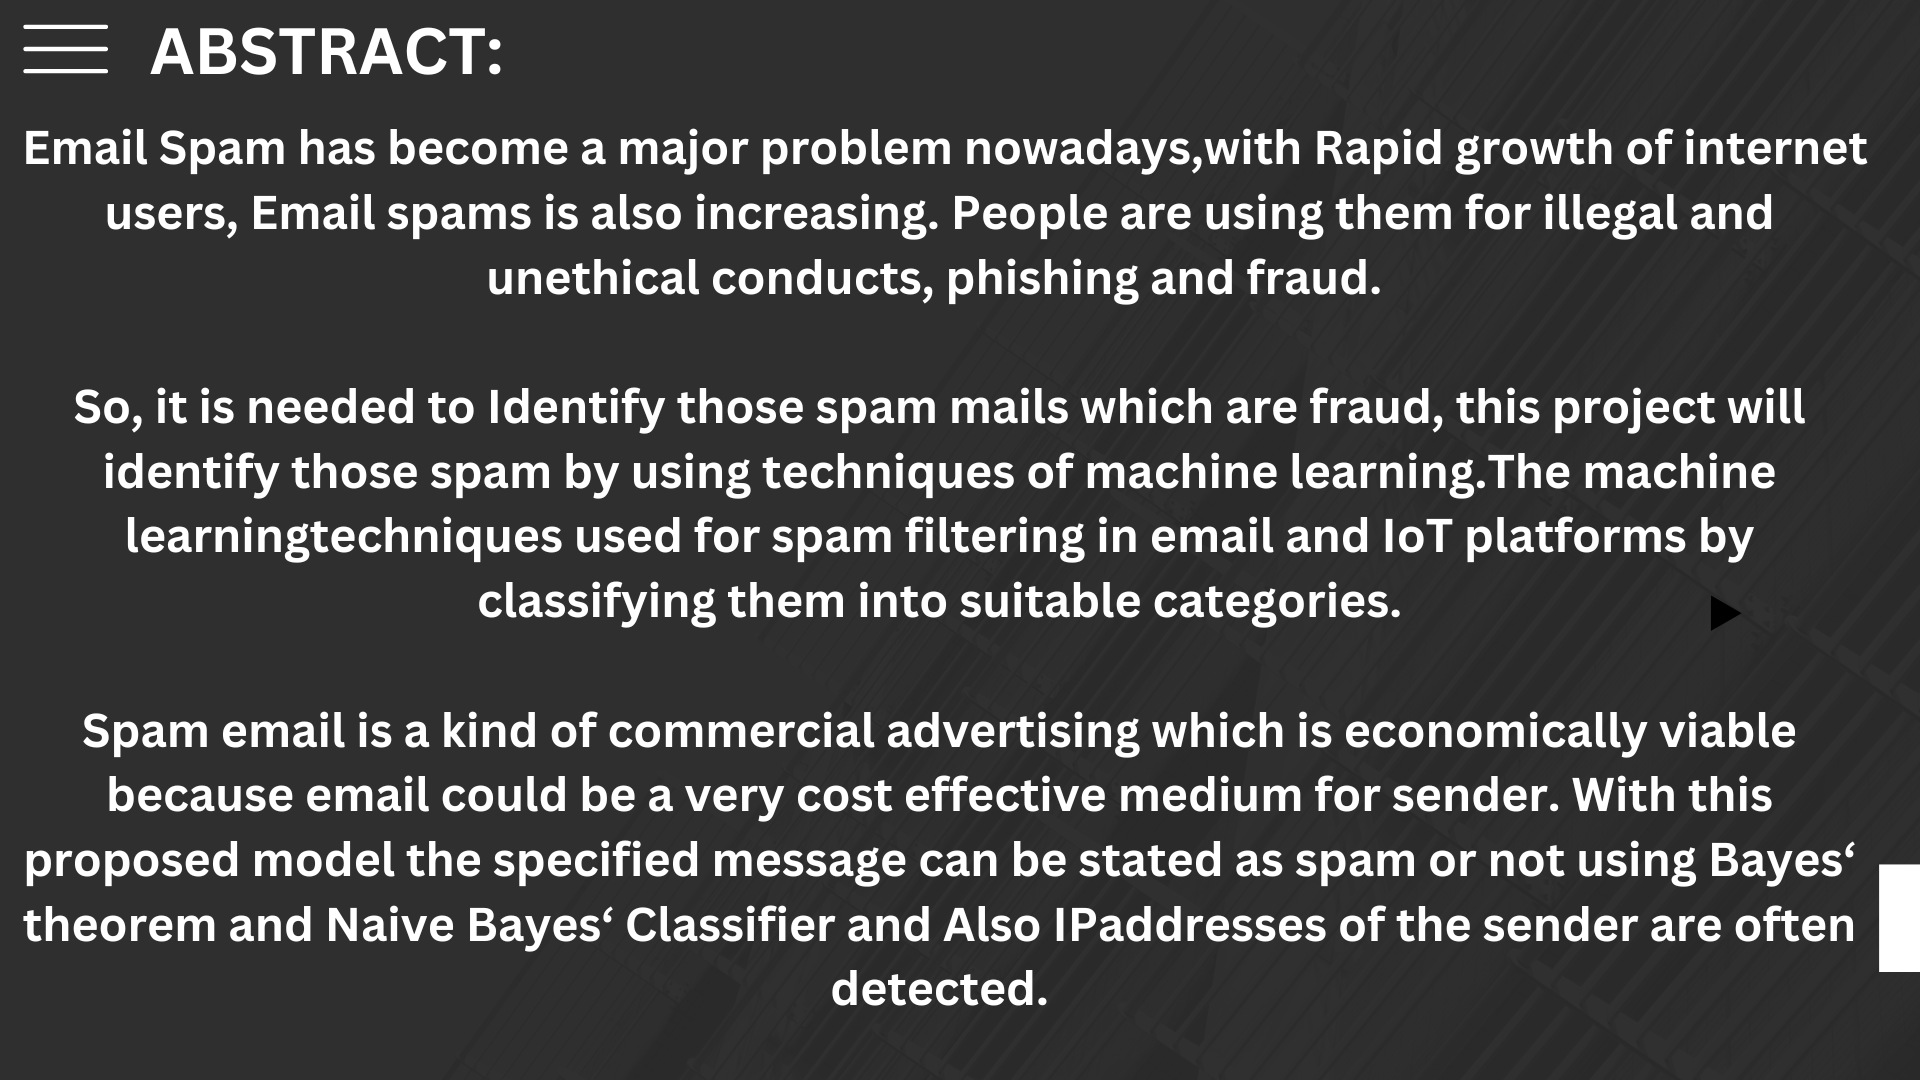 ABSTRACT:
Email Spam has become a major problem nowadays,with Rapid growth of internet
users, Email spams is also increasing. People are using them for illegal and
unethical conducts, phishing and fraud.
So, it is needed to Identify those spam mails which are fraud, this project will
identify those spam by using techniques of machine learning.The machine
learningtechniques used for spam filtering in email and IoT platforms by
classifying them into suitable categories.
Spam email is a kind of commercial advertising which is economically viable
because email could be a very cost effective medium for sender. With this
proposed model the specified message can be stated as spam or not using Bayes‘
theorem and Naive Bayes‘ Classifier and Also IPaddresses of the sender are often
detected.